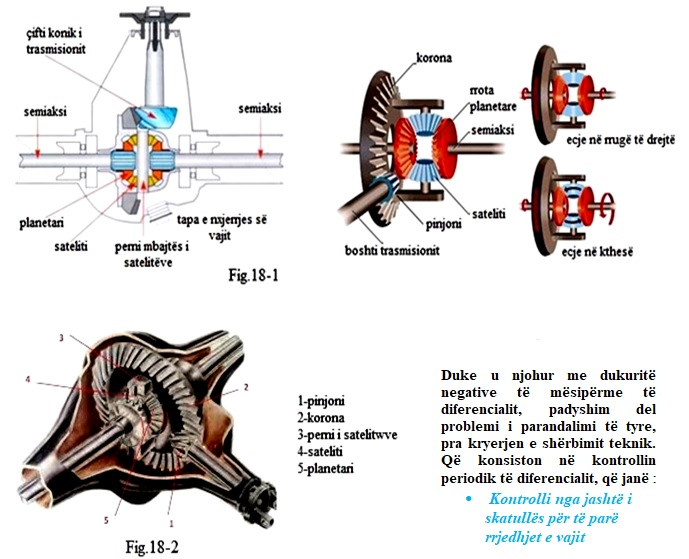 çifti konik i
trasmisionit
semiaksi
semiaksi
planetari
sateliti
perni mbajtës i
satelitëve
tapa e nxjerrjes së
vajit
Fig.18-1
korona
rrota
planetare
semiaksi
sateliti
pinjoni
boshti trasmisionit
ecje në rrugë të drejtë
ecje në kthesë
3
4
2
5
1
Fig.18-2
1-pinjoni
2-korona
3-perni i satelitwve
4-sateliti
5-planetari
Duke u njohur me dukuritë
negative të mësipërme të
diferencialit, padyshim del
problemi i parandalimi të tyre,
pra kryerjen e shërbimit teknik.
Që konsiston në kontrollin
periodik të diferencialit, që janë :
• Kontrolli nga jashtë i
skatullës për të parë
rrjedhjet e vajit